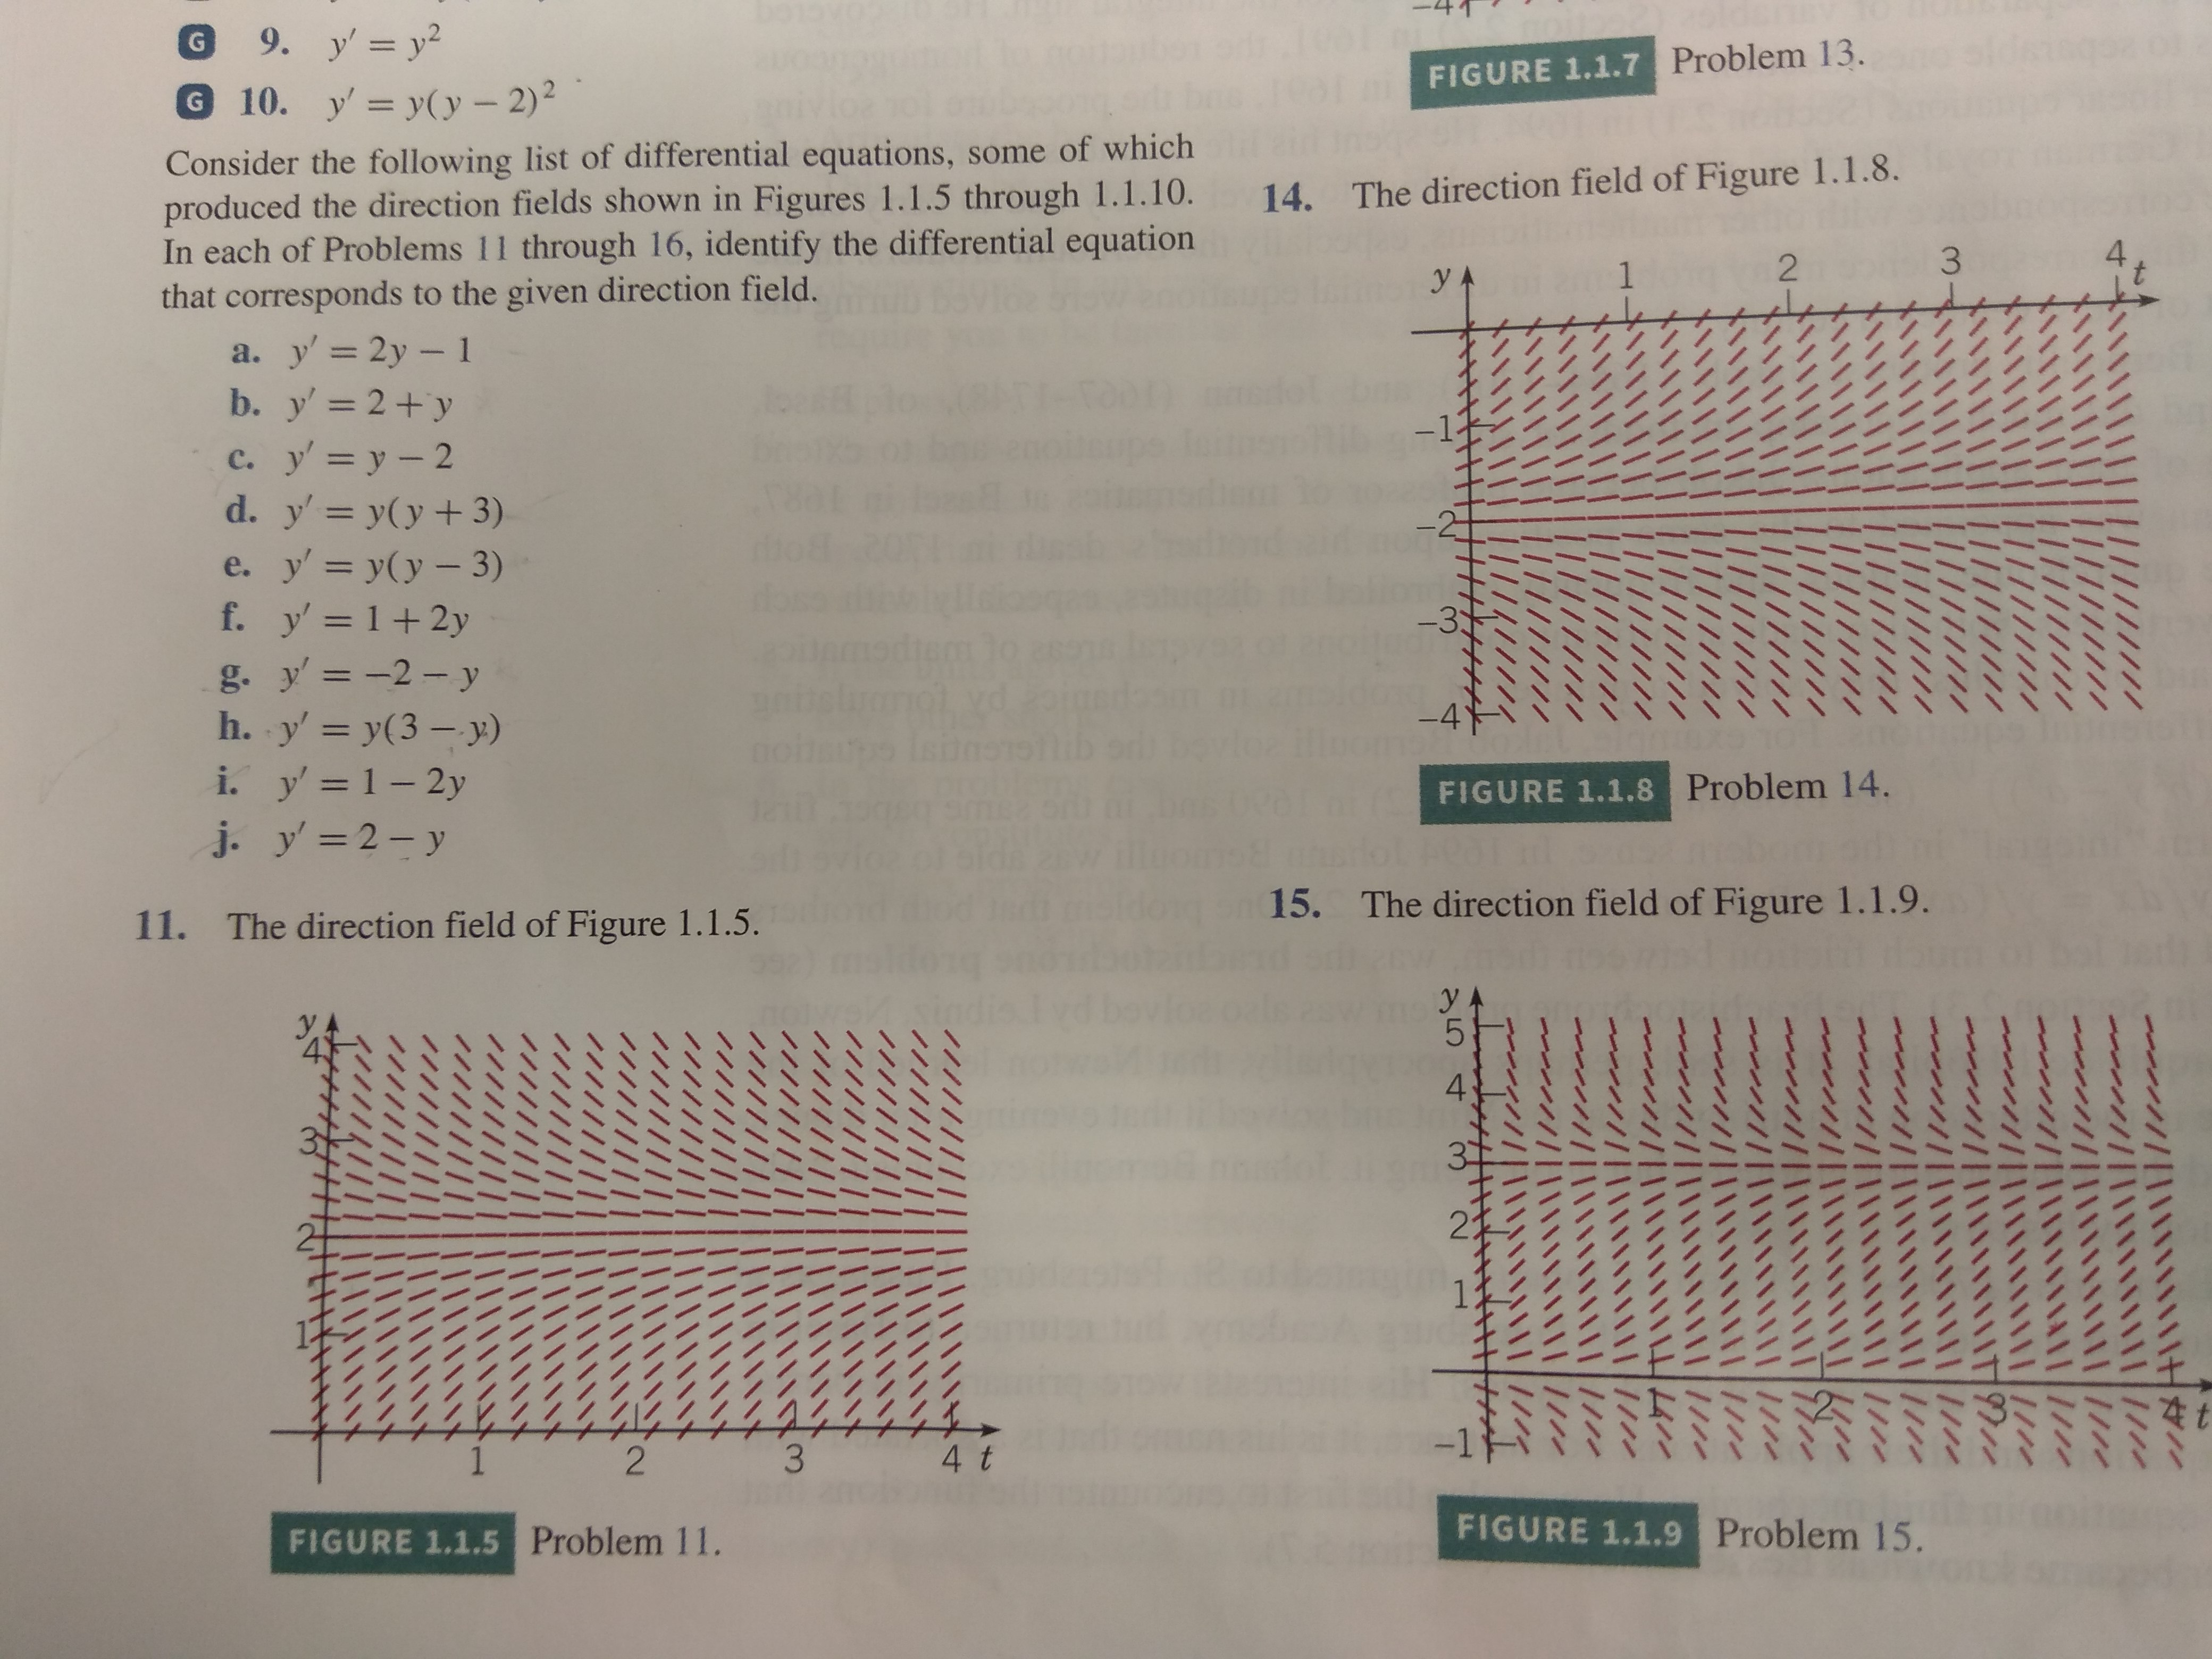 G 9. y′ = y²
G 10. y′ = y(y − 2)²
Consider the following list of differential equations, some of which
produced the direction fields shown in Figures 1.1.5 through 1.1.10.
In each of Problems 11 through 16, identify the differential equation
that corresponds to the given direction field.
a. y′ = 2y − 1
b. y′ = 2 + y
c. y′ = y − 2
d. y′ = y(y + 3)
e. y′ = y(y − 3)
f. y′ = 1 + 2y
g. y′ = −2 − y
h. y′ = y(3 − y)
i. y′ = 1 − 2y
j. y′ = 2 − y
11. The direction field of Figure 1.1.5.
y
4
3
2
1
1 2 3 4 t
FIGURE 1.1.5 Problem 11.
−4
FIGURE 1.1.7 Problem 13.
14. The direction field of Figure 1.1.8.
y 1 2 3 4 t
−1
−2
−3
−4
FIGURE 1.1.8 Problem 14.
15. The direction field of Figure 1.1.9.
y
5
4
3
2
1
1 2 3 4 t
−1
FIGURE 1.1.9 Problem 15.